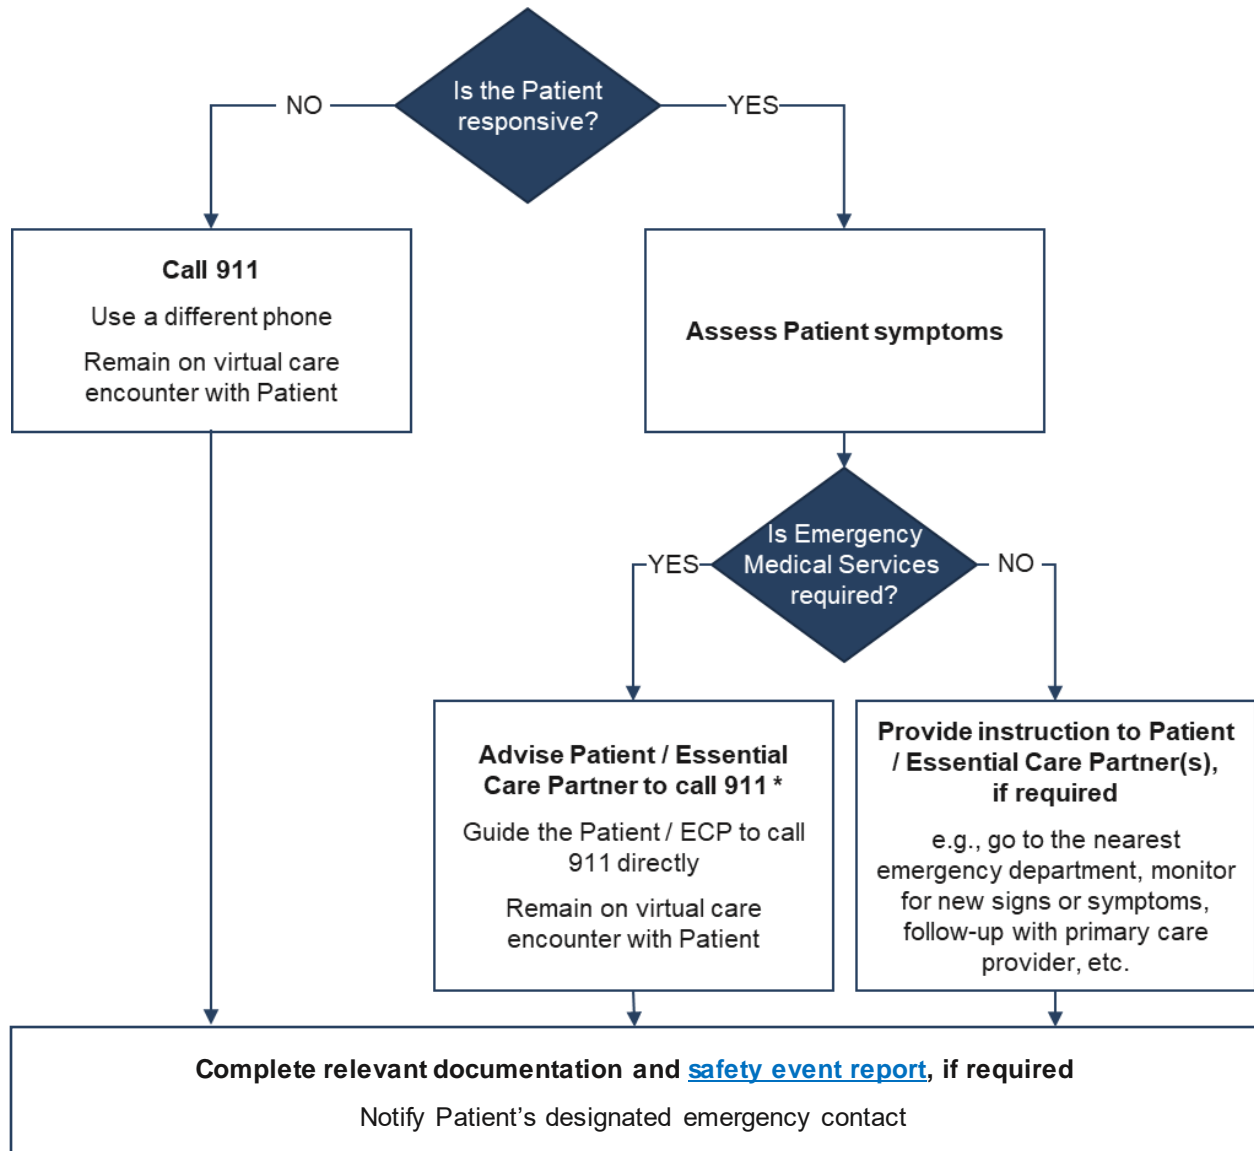 Is the Patient
responsive?
NO
YES
Call 911
Use a different phone
Remain on virtual care
encounter with Patient
Assess Patient symptoms
Is Emergency
Medical Services
required?
YES
NO
Advise Patient / Essential
Care Partner to call 911 *
Guide the Patient / ECP to call
911 directly
Remain on virtual care
encounter with Patient
Provide instruction to Patient
/ Essential Care Partner(s),
if required
e.g., go to the nearest
emergency department, monitor
for new signs or symptoms,
follow-up with primary care
provider, etc.
Complete relevant documentation and safety event report, if required
Notify Patient’s designated emergency contact